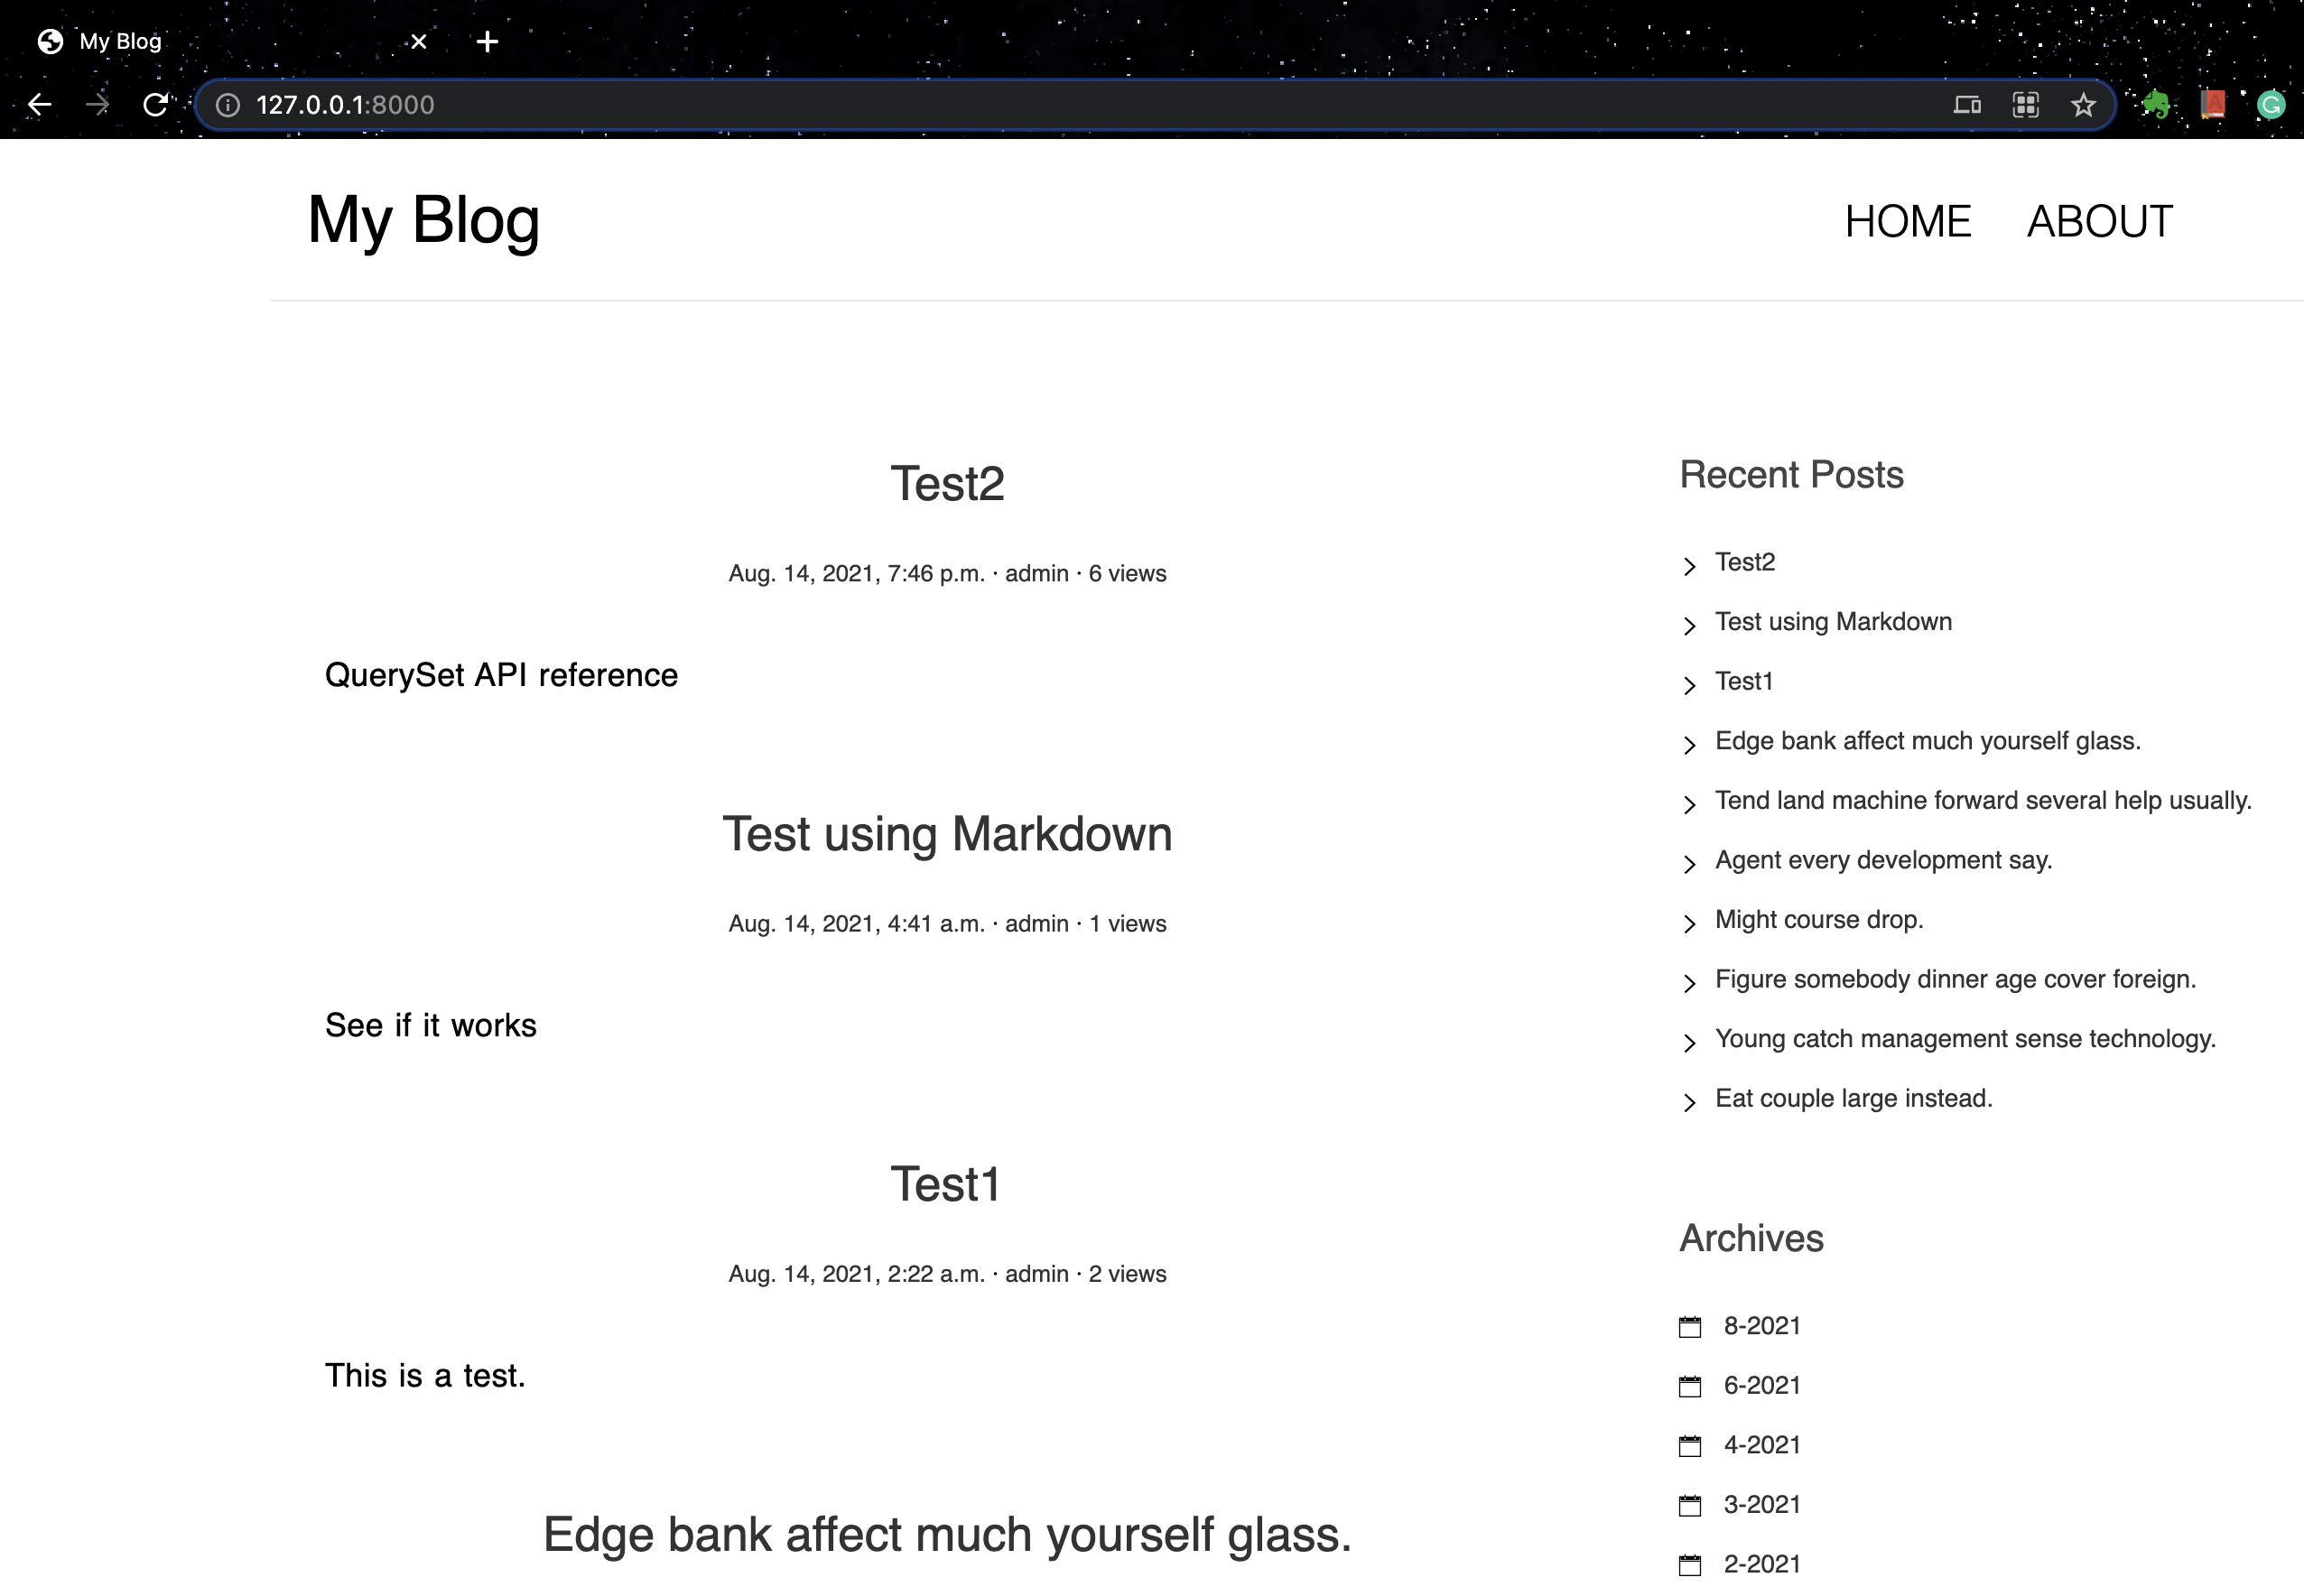 My Blog
127.0.0.1:8000
My Blog
HOME ABOUT
Test2
Aug. 14, 2021, 7:46 p.m. · admin · 6 views
QuerySet API reference
Test using Markdown
Aug. 14, 2021, 4:41 a.m. · admin · 1 views
See if it works
Test1
Aug. 14, 2021, 2:22 a.m. · admin · 2 views
This is a test.
Edge bank affect much yourself glass.
Recent Posts
Test2
Test using Markdown
Test1
Edge bank affect much yourself glass.
Tend land machine forward several help usually.
Agent every development say.
Might course drop.
Figure somebody dinner age cover foreign.
Young catch management sense technology.
Eat couple large instead.
Archives
8-2021
6-2021
4-2021
3-2021
2-2021